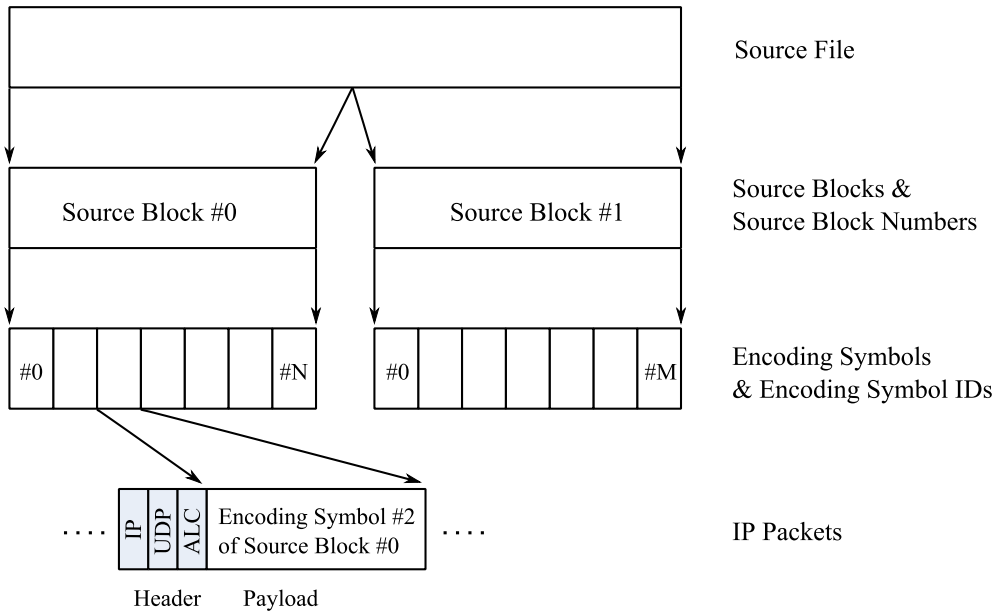 Source File
Source Block #0
Source Block #1
Source Blocks &
Source Block Numbers
#0
#N
#0
#M
Encoding Symbols
& Encoding Symbol IDs
....
IP
UDP
ALC
Encoding Symbol #2
of Source Block #0
....
IP Packets
Header
Payload